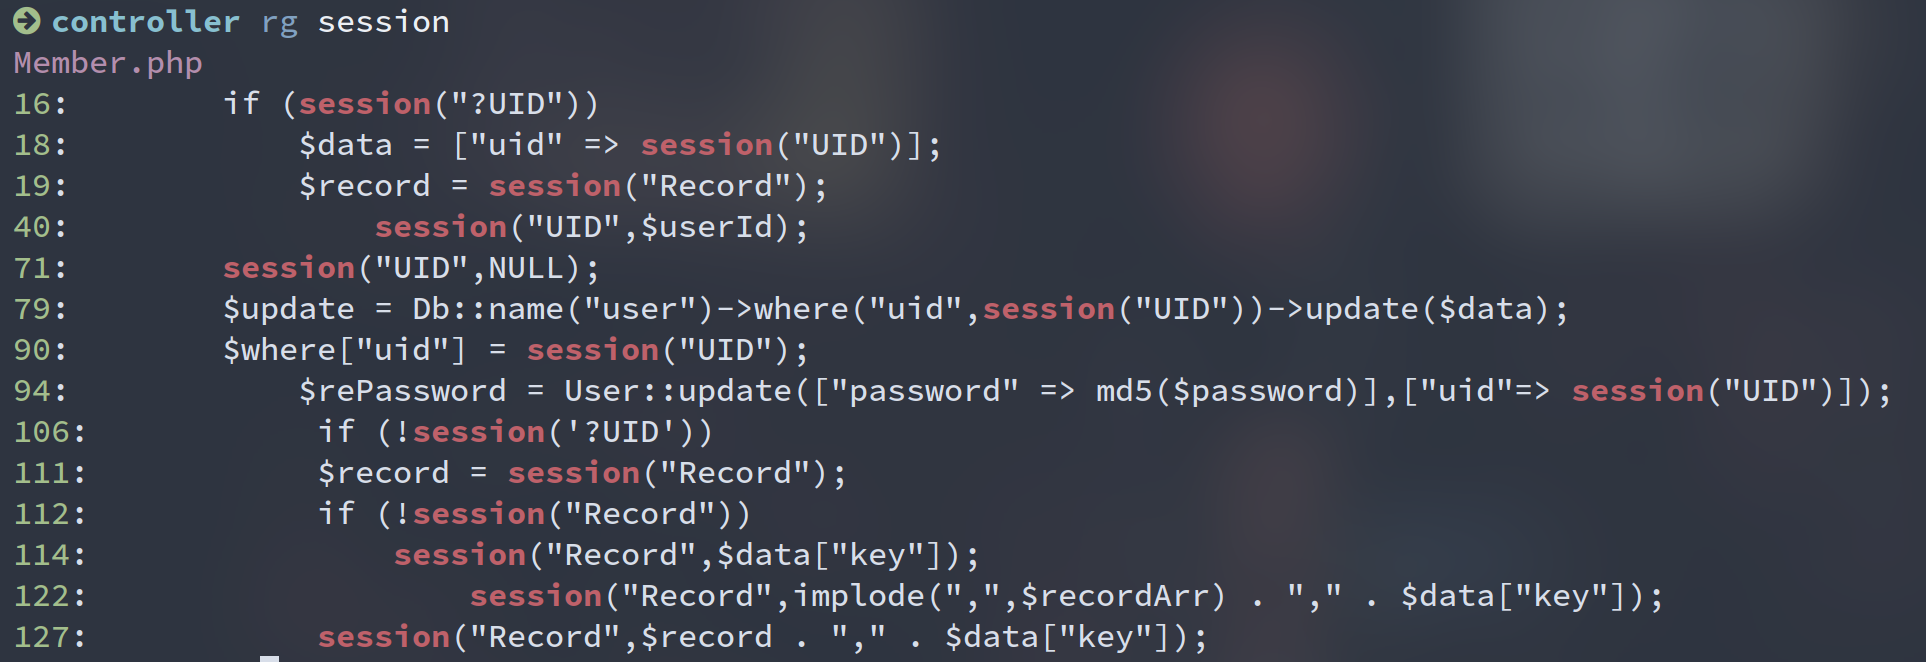 controller rg session
Member.php
16:        if (session("?UID"))
18:            $data = ["uid" => session("UID")];
19:            $record = session("Record");
40:                session("UID",$userId);
71:        session("UID",NULL);
79:        $update = Db::name("user")->where("uid",session("UID"))->update($data);
90:        $where["uid"] = session("UID");
94:            $rePassword = User::update(["password" => md5($password)],["uid"=> session("UID")]);
106:            if (!session('?UID'))
111:            $record = session("Record");
112:            if (!session("Record"))
114:                session("Record",$data["key"]);
122:                    session("Record",implode(",",$recordArr) . "," . $data["key"]);
127:            session("Record",$record . "," . $data["key"]);